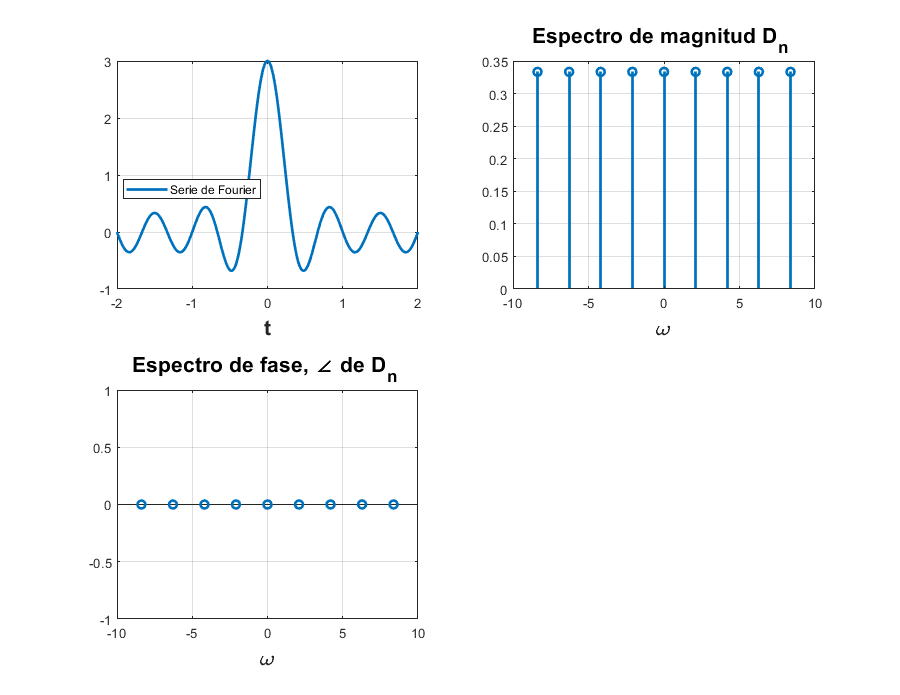 3
2
1
0
-1
-2 -1 0 1 2
Serie de Fourier
t
Espectro de magnitud Dn
0.35
0.3
0.25
0.2
0.15
0.1
0.05
0
-10 -5 0 5 10
ω
Espectro de fase, ∠ de Dn
1
0.5
0
-0.5
-1
-10 -5 0 5 10
ω